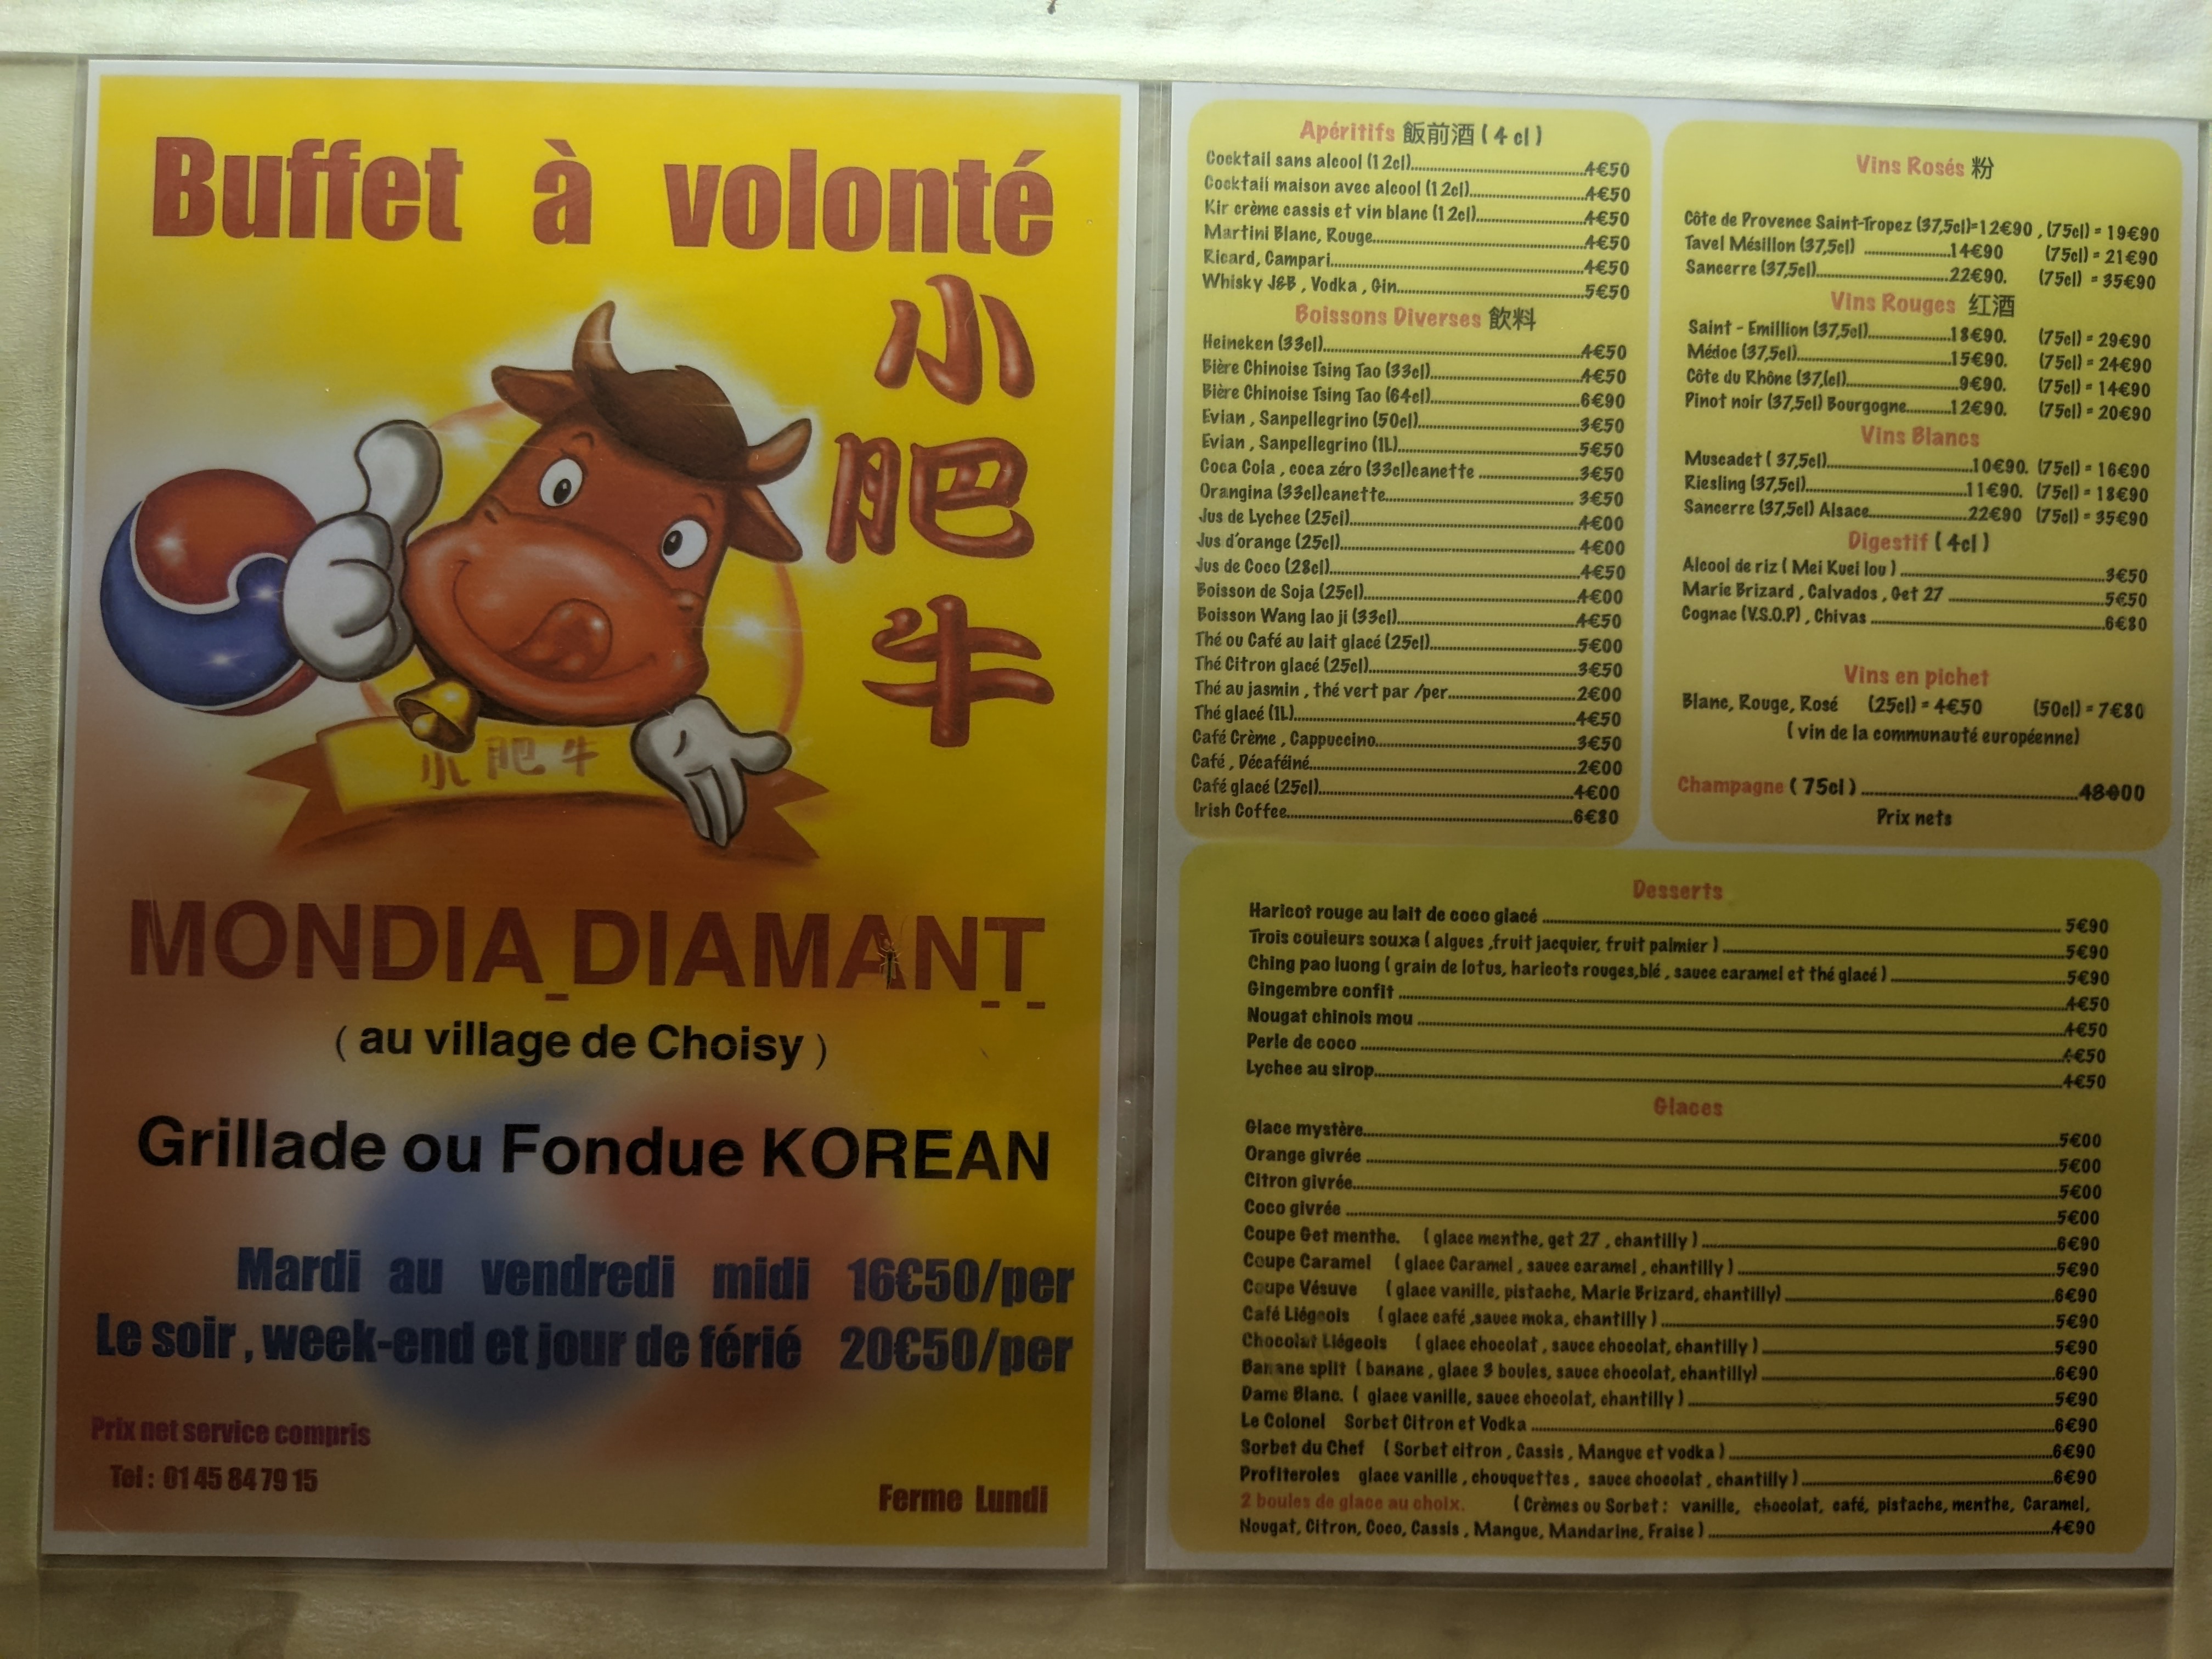 Buffet à volonté
小
肥
牛
小 肥 牛
MONDIA_DIAMANT
( au village de Choisy )
Grillade ou Fondue KOREAN
Mardi au vendredi midi 16€50/per
Le soir , week-end et jour de férié 20€50/per
Prix net service compris
Tel : 01 45 84 79 15
Ferme Lundi
Apéritifs 飯前酒 ( 4 cl )
Cocktail sans alcool (12cl)..........4€50
Cocktail maison avec alcool (12cl)..........4€50
Kir crème cassis et vin blanc (12cl)..........4€50
Martini Blanc, Rouge..........4€50
Ricard, Campari..........4€50
Whisky J&B , Vodka , Gin..........5€50
Boissons Diverses 飲料
Heineken (33cl)..........4€50
Bière Chinoise Tsing Tao (33cl)..........4€50
Bière Chinoise Tsing Tao (64cl)..........6€90
Evian , Sanpellegrino (50cl)..........3€50
Evian , Sanpellegrino (1L)..........5€50
Coca Cola , coca zéro (33cl)canette ..........3€50
Orangina (33cl)canette..........3€50
Jus de Lychee (25cl)..........4€00
Jus d'orange (25cl)..........4€00
Jus de Coco (28cl)..........4€50
Boisson de Soja (25cl)..........4€00
Boisson Wang lao ji (33cl)..........4€50
Thé ou Café au lait glacé (25cl)..........5€00
Thé Citron glacé (25cl)..........3€50
Thé au jasmin , thé vert par /per..........2€00
Thé glacé (1L)..........4€50
Café Crème , Cappuccino..........3€50
Café , Décaféiné..........2€00
Café glacé (25cl)..........4€00
Irish Coffee..........6€80
Vins Rosés 粉
Côte de Provence Saint-Tropez (37,5cl)=12€90 , (75cl) = 19€90
Tavel Mésillon (37,5cl) ..........14€90 (75cl) = 21€90
Sancerre (37,5cl)..........22€90. (75cl) = 35€90
Vins Rouges 红酒
Saint - Emillion (37,5cl)..........18€90. (75cl) = 29€90
Médoc (37,5cl)..........15€90. (75cl) = 24€90
Côte du Rhône (37,(cl)..........9€90. (75cl) = 14€90
Pinot noir (37,5cl) Bourgogne..........12€90. (75cl) = 20€90
Vins Blancs
Muscadet ( 37,5cl)..........10€90. (75cl) = 16€90
Riesling (37,5cl)..........11€90. (75cl) = 18€90
Sancerre (37,5cl) Alsace..........22€90 (75cl) = 35€90
Digestif ( 4cl )
Alcool de riz ( Mei Kuei lou ) ..........3€50
Marie Brizard , Calvados , Get 27 ..........5€50
Cognac (V.S.O.P) , Chivas ..........6€80
Vins en pichet
Blanc, Rouge, Rosé (25cl) = 4€50 (50cl) = 7€80
( vin de la communauté européenne)
Champagne ( 75cl ) ..........48€00
Prix nets
Desserts
Haricot rouge au lait de coco glacé ..........5€90
Trois couleurs souxa ( algues ,fruit jacquier, fruit palmier ) ..........5€90
Ching pao luong ( grain de lotus, haricots rouges,blé , sauce caramel et thé glacé ) ..........5€90
Gingembre confit ..........4€50
Nougat chinois mou ..........4€50
Perle de coco ..........4€50
Lychee au sirop..........4€50
Glaces
Glace mystère..........5€00
Orange givrée ..........5€00
Citron givrée..........5€00
Coco givrée ..........5€00
Coupe Get menthe. ( glace menthe, get 27 , chantilly ) ..........6€90
Coupe Caramel ( glace Caramel , sauce caramel , chantilly ) ..........5€90
Coupe Vésuve ( glace vanille, pistache, Marie Brizard, chantilly) ..........6€90
Café Liégeois ( glace café ,sauce moka, chantilly ) ..........5€90
Chocolat Liégeois ( glace chocolat , sauce chocolat, chantilly ) ..........5€90
Banane split ( banane , glace 3 boules, sauce chocolat, chantilly) ..........6€90
Dame Blanc. ( glace vanille, sauce chocolat, chantilly ) ..........5€90
Le Colonel Sorbet Citron et Vodka ..........6€90
Sorbet du Chef ( Sorbet citron , Cassis , Mangue et vodka ) ..........6€90
Profiteroles glace vanille , chouquettes , sauce chocolat , chantilly ) ..........6€90
2 boules de glace au choix. ( Crèmes ou Sorbet : vanille, chocolat, café, pistache, menthe, Caramel,
Nougat, Citron, Coco, Cassis , Mangue, Mandarine, Fraise ) ..........4€90